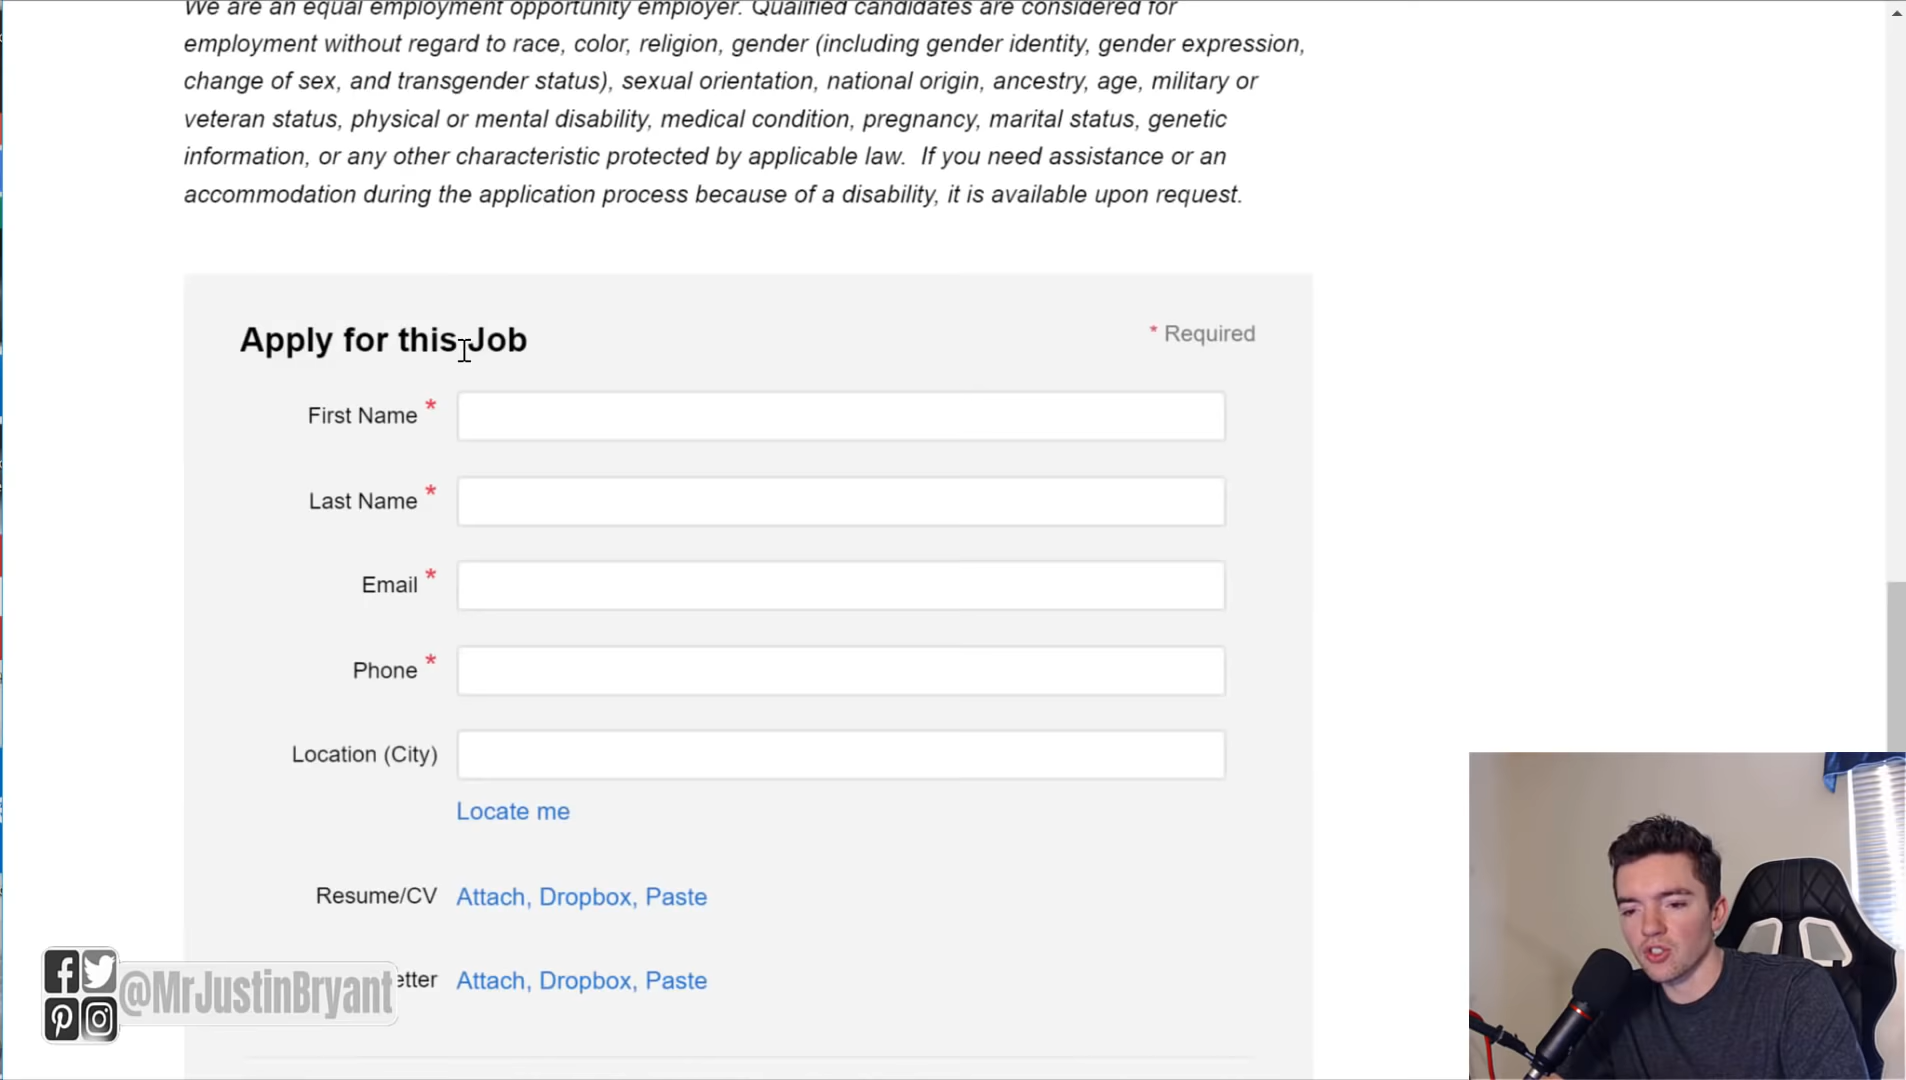 We are an equal employment opportunity employer. Qualified candidates are considered for
employment without regard to race, color, religion, gender (including gender identity, gender expression,
change of sex, and transgender status), sexual orientation, national origin, ancestry, age, military or
veteran status, physical or mental disability, medical condition, pregnancy, marital status, genetic
information, or any other characteristic protected by applicable law. If you need assistance or an
accommodation during the application process because of a disability, it is available upon request.
Apply for this Job
* Required
First Name *
Last Name *
Email *
Phone *
Location (City)
Locate me
Resume/CV Attach, Dropbox, Paste
etter Attach, Dropbox, Paste
@MrJustinBryant